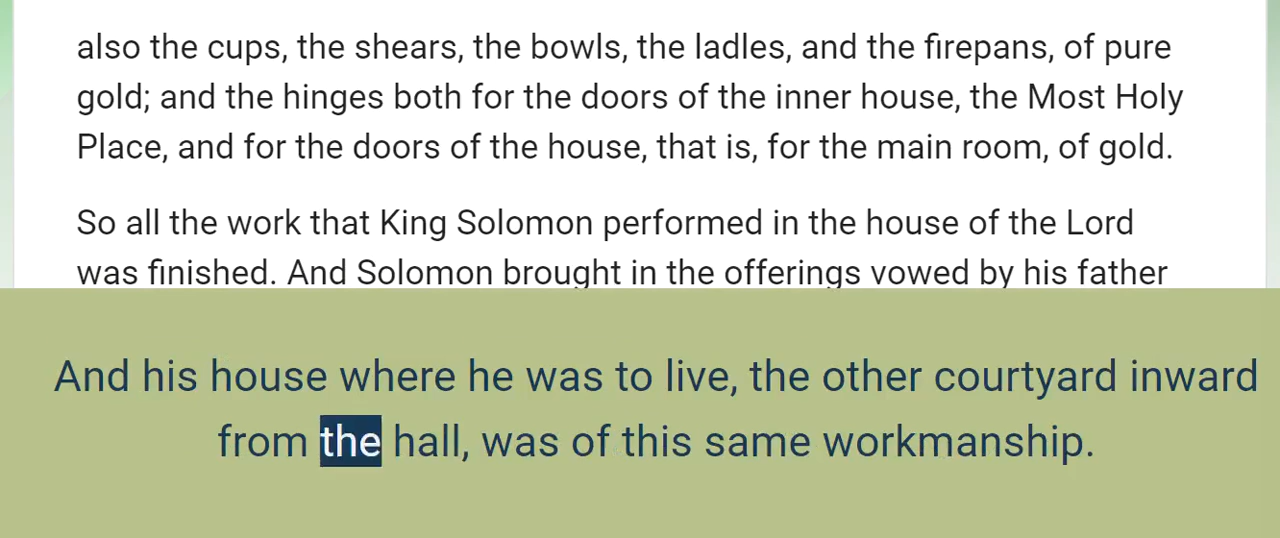 also the cups, the shears, the bowls, the ladles, and the firepans, of pure
gold; and the hinges both for the doors of the inner house, the Most Holy
Place, and for the doors of the house, that is, for the main room, of gold.
So all the work that King Solomon performed in the house of the Lord
was finished. And Solomon brought in the offerings vowed by his father
And his house where he was to live, the other courtyard inward
from the hall, was of this same workmanship.